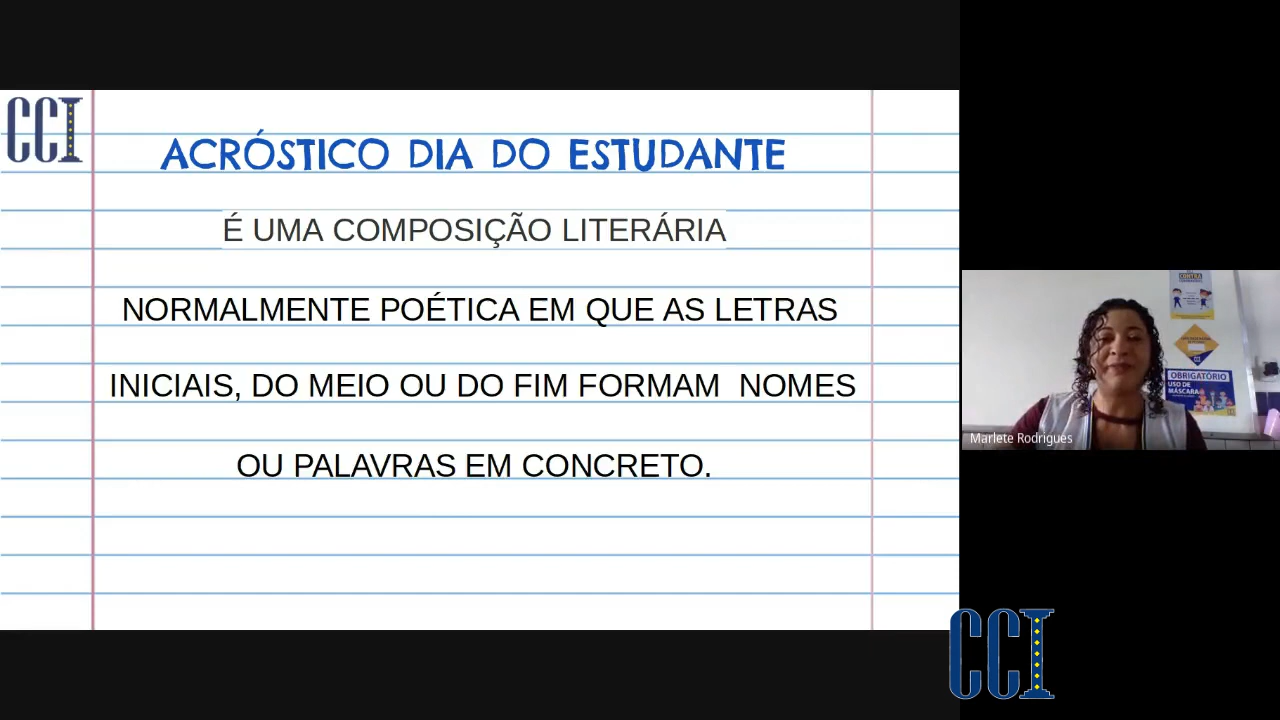 CCI
ACRÓSTICO DIA DO ESTUDANTE
É UMA COMPOSIÇÃO LITERÁRIA
NORMALMENTE POÉTICA EM QUE AS LETRAS
INICIAIS, DO MEIO OU DO FIM FORMAM NOMES
OU PALAVRAS EM CONCRETO.
CONTRA
OBRIGATÓRIO
USO DE
MÁSCARA
Marlete Rodrigues
CCI